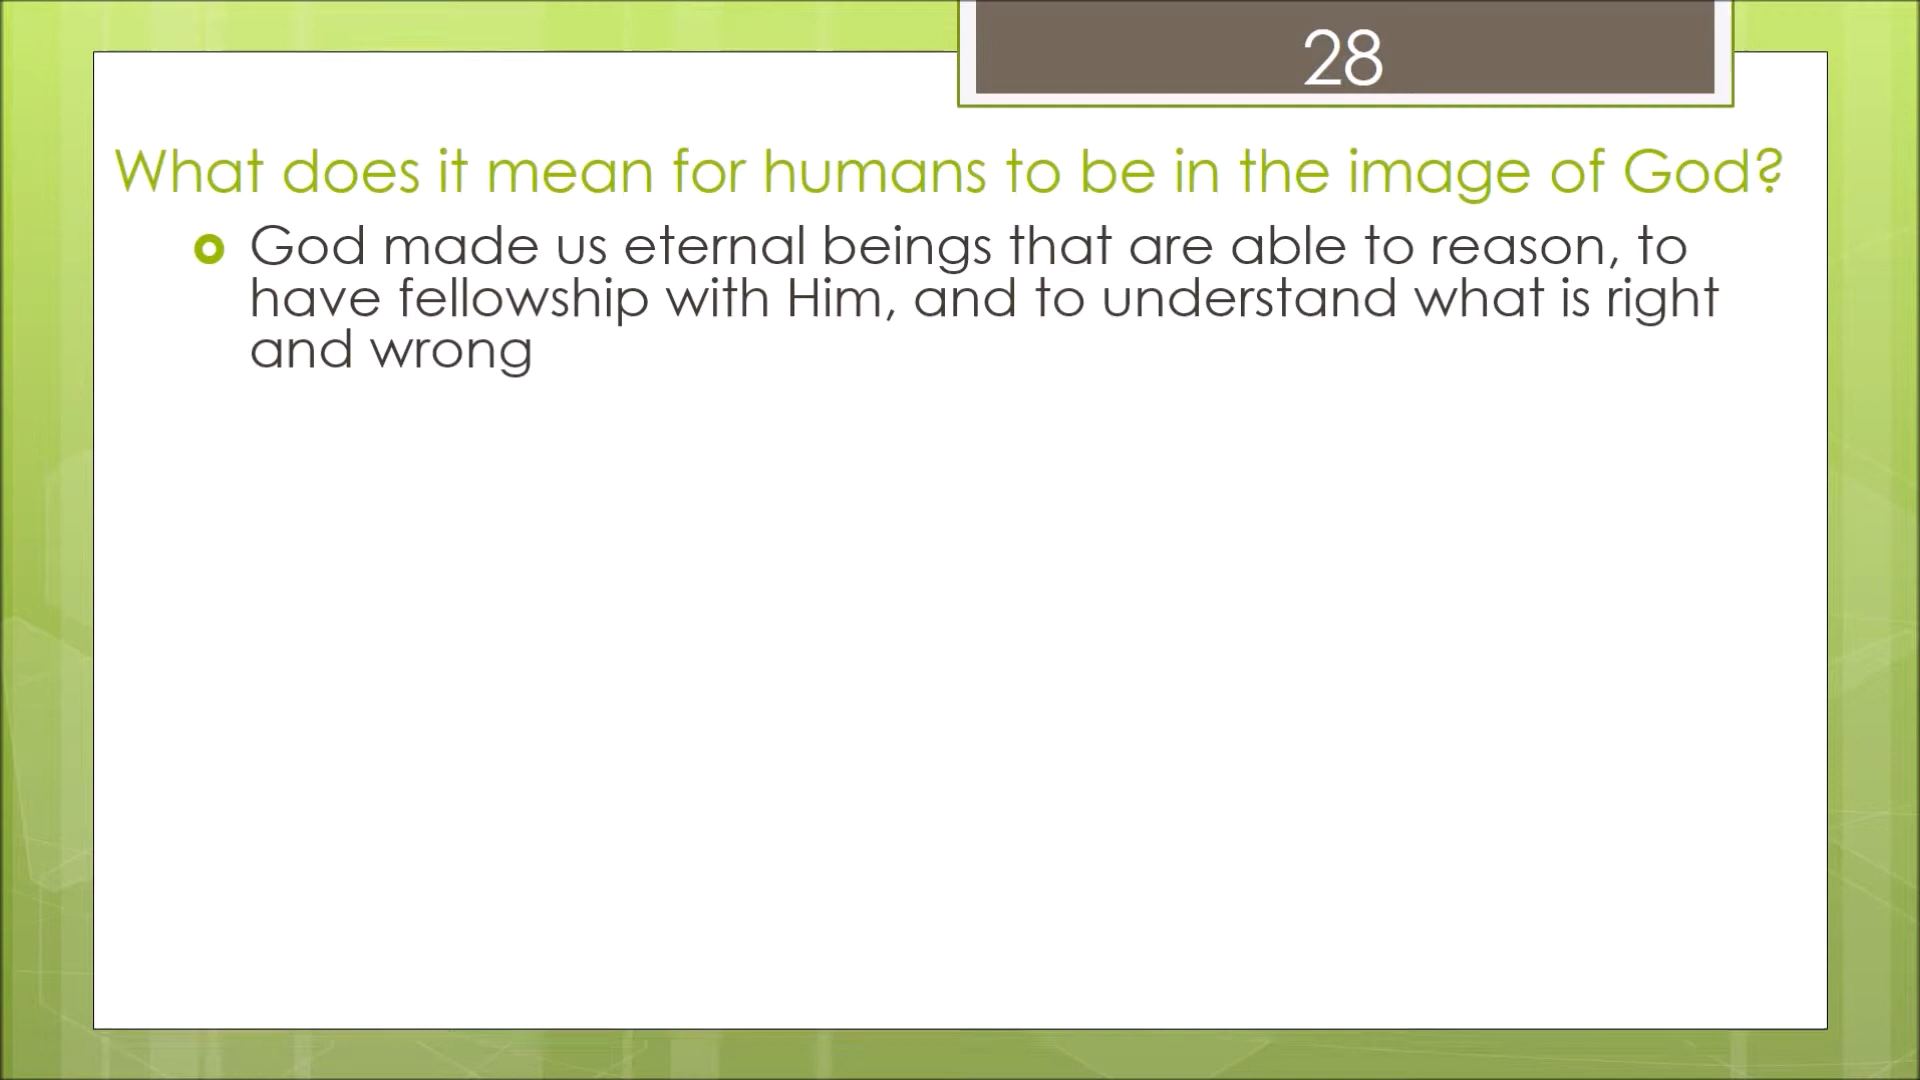 28
What does it mean for humans to be in the image of God?
God made us eternal beings that are able to reason, to
have fellowship with Him, and to understand what is right
and wrong